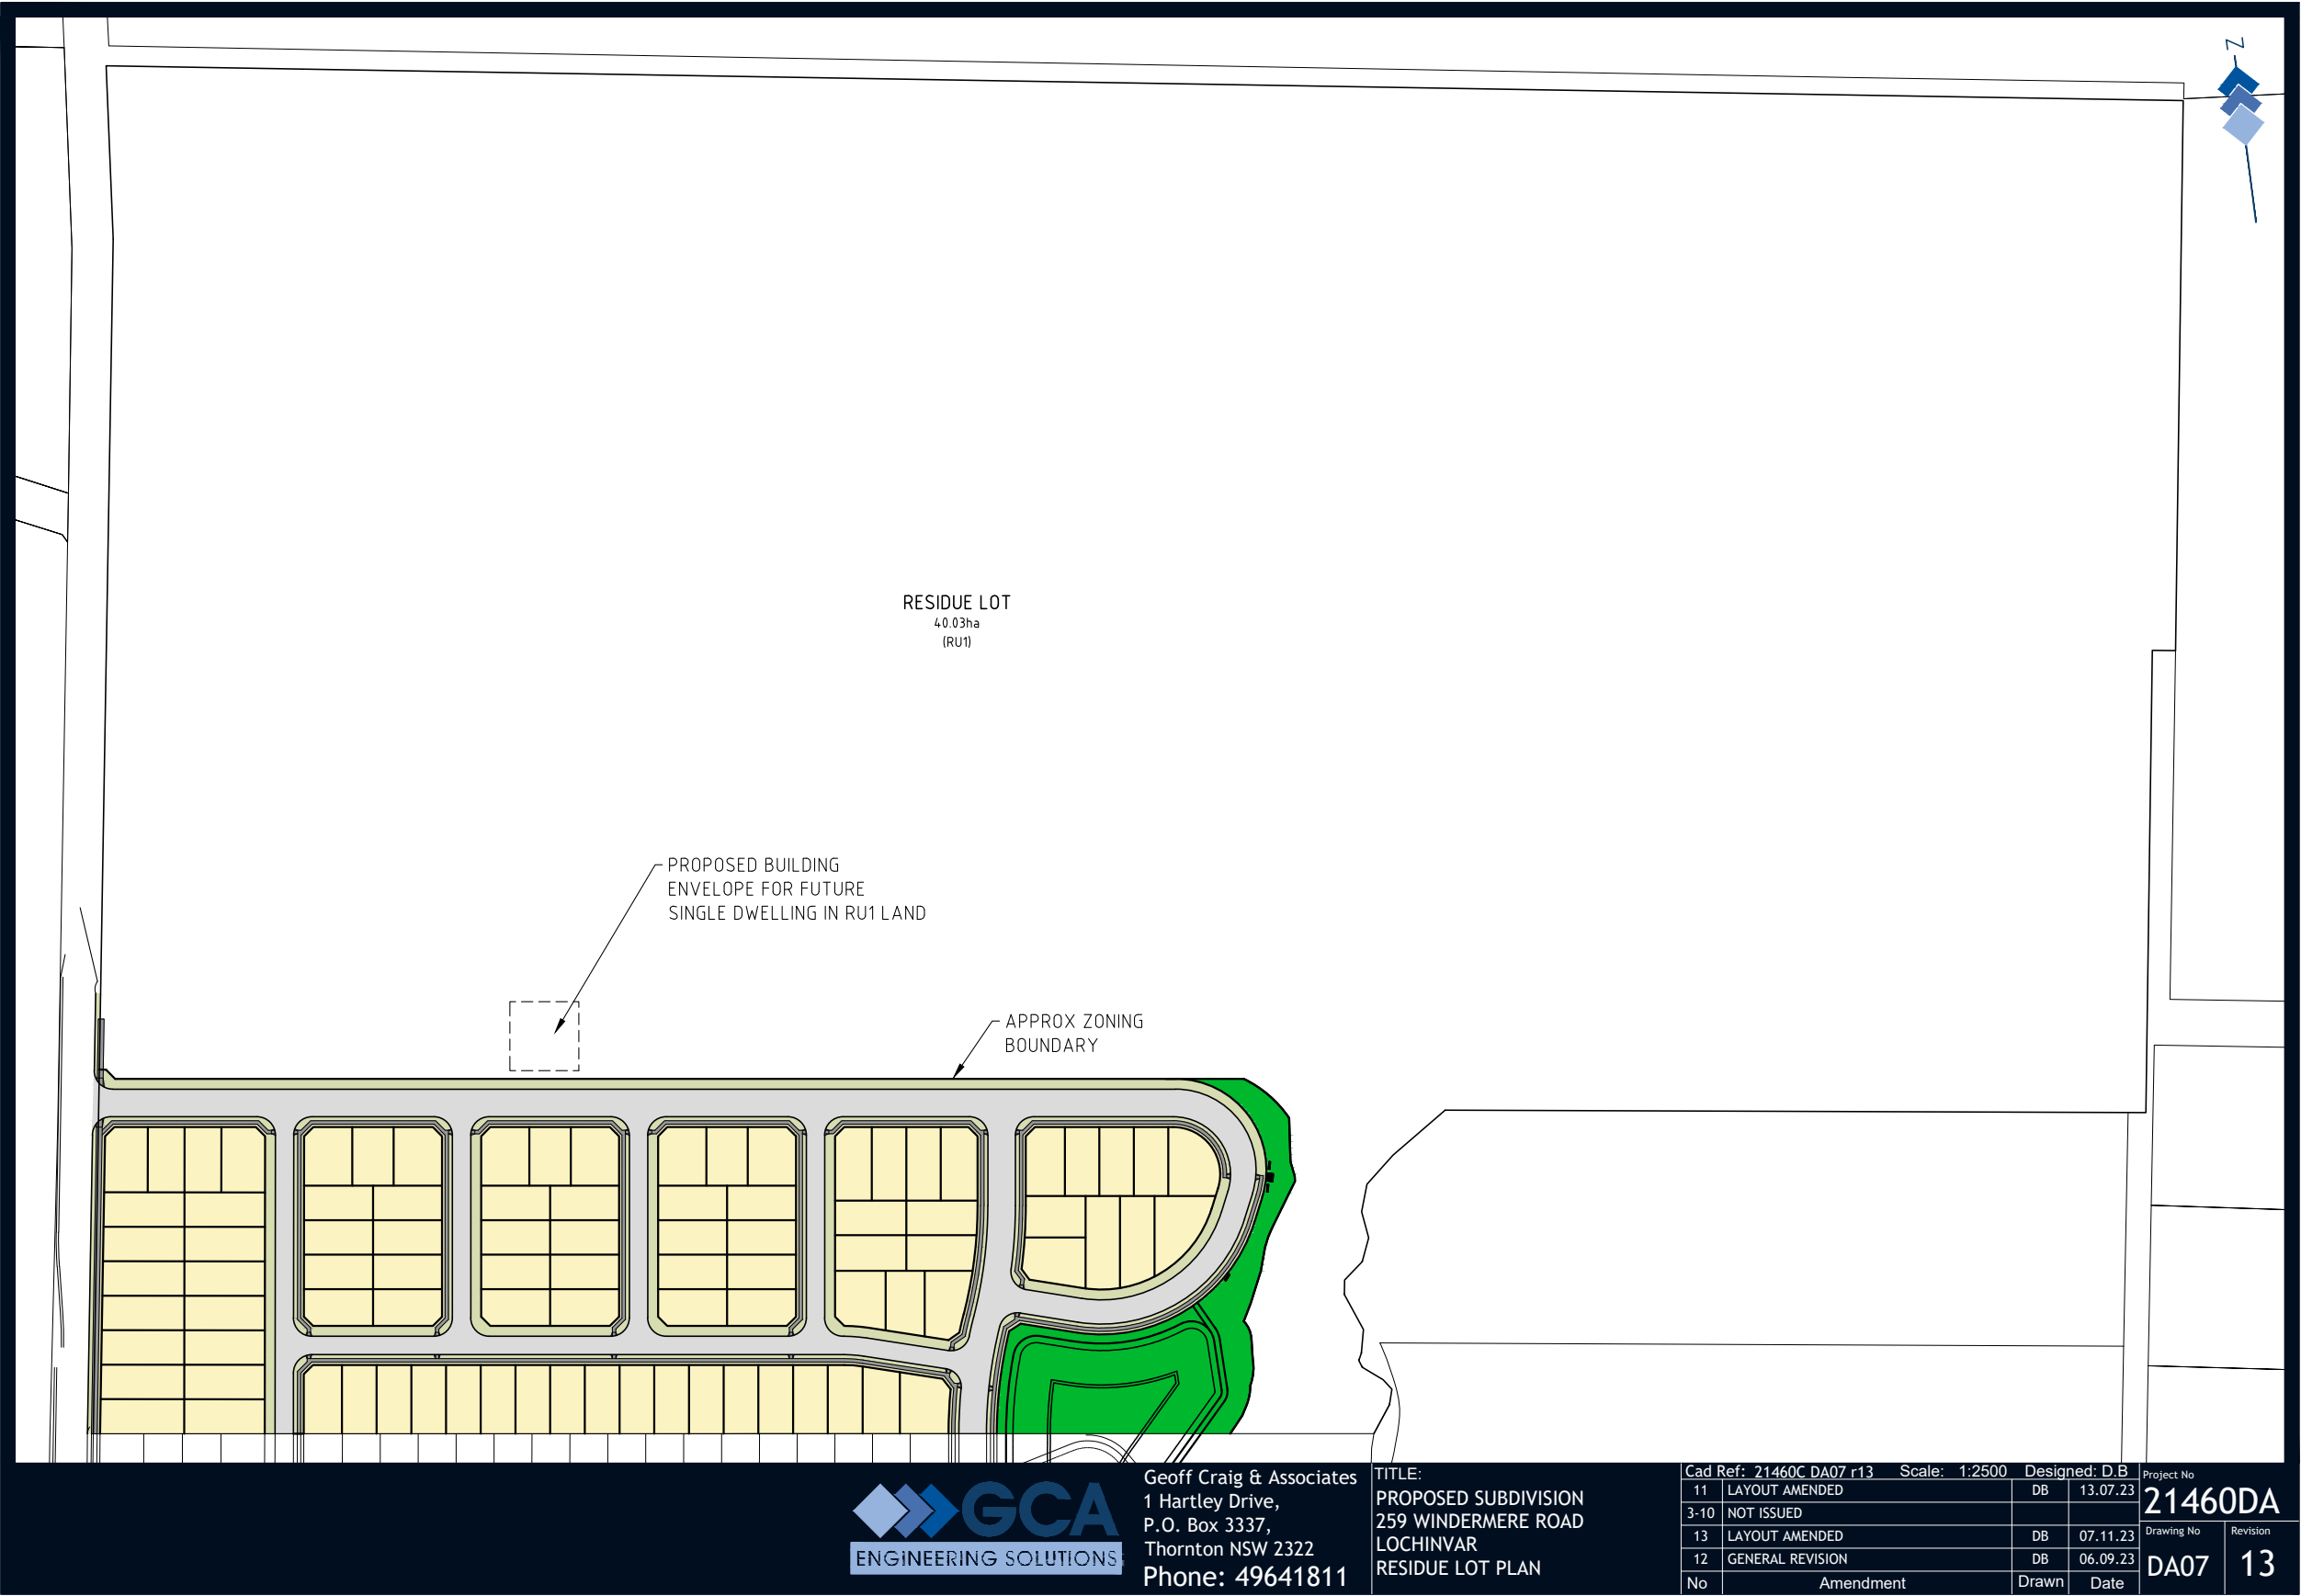 Z
RESIDUE LOT
40.03ha
(RU1)
PROPOSED BUILDING
ENVELOPE FOR FUTURE
SINGLE DWELLING IN RU1 LAND
APPROX ZONING
BOUNDARY
GCA
ENGINEERING SOLUTIONS
Geoff Craig & Associates
1 Hartley Drive,
P.O. Box 3337,
Thornton NSW 2322
Phone: 49641811
TITLE:
PROPOSED SUBDIVISION
259 WINDERMERE ROAD
LOCHINVAR
RESIDUE LOT PLAN
Cad Ref: 21460C DA07 r13 Scale: 1:2500 Designed: D.B
11 LAYOUT AMENDED DB 13.07.23
3-10 NOT ISSUED
13 LAYOUT AMENDED DB 07.11.23
12 GENERAL REVISION DB 06.09.23
No Amendment Drawn Date
Project No
21460DA
Drawing No Revision
DA07 13